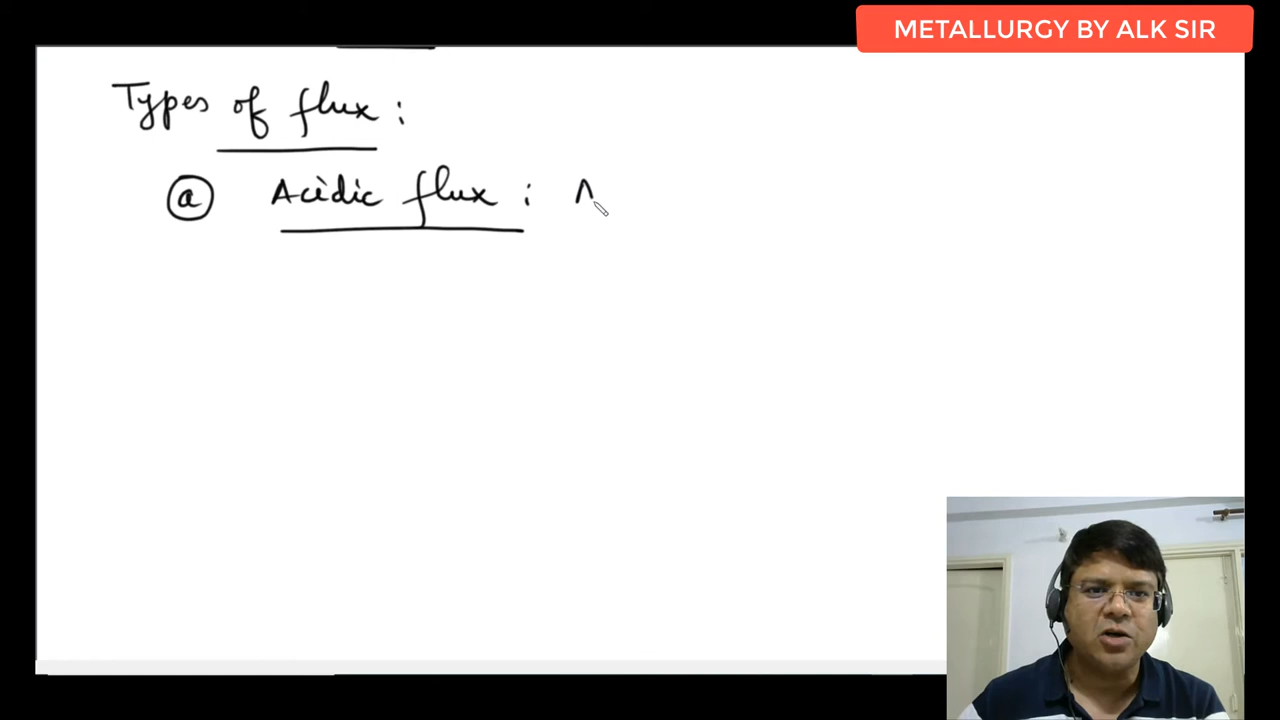 METALLURGY BY ALK SIR
Types of flux :
(a) Acidic flux :